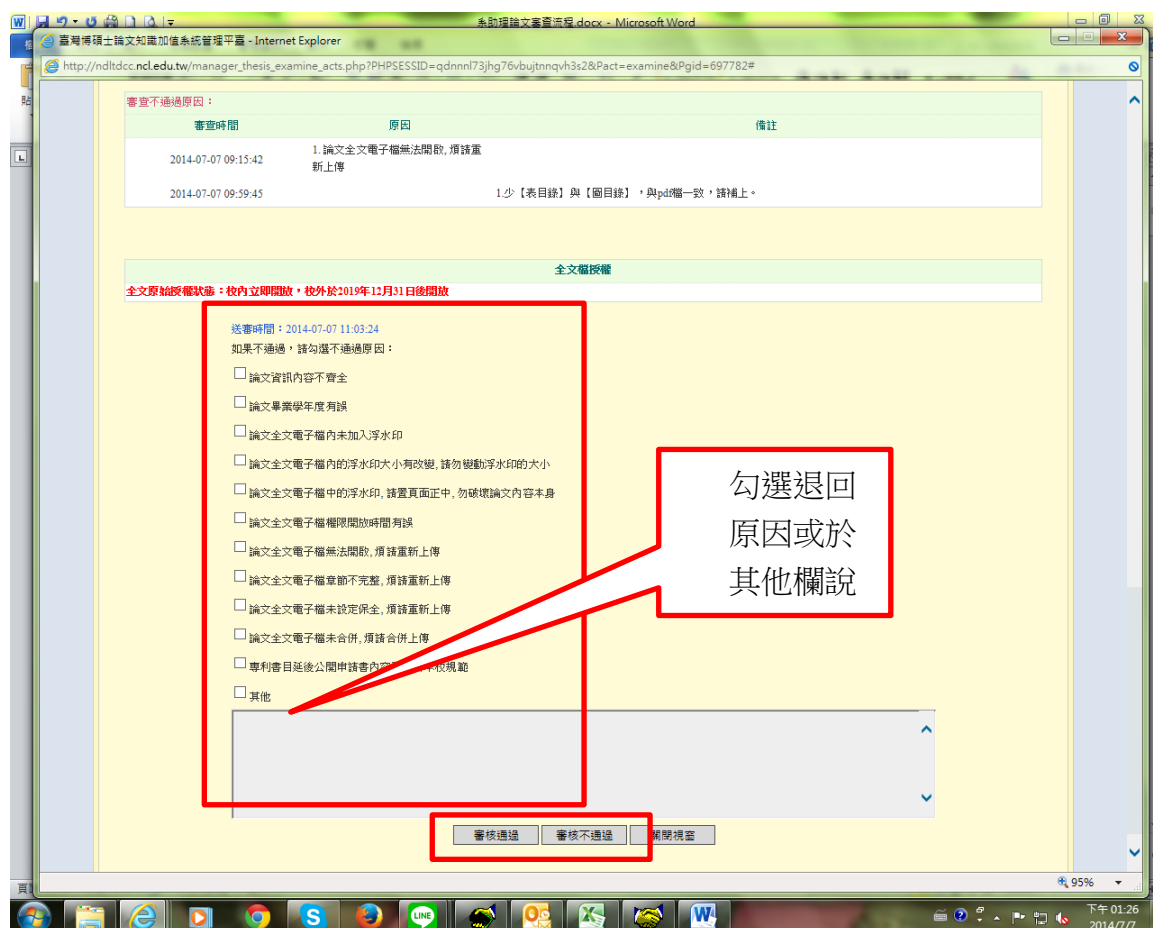 系助理論文審查流程.docx - Microsoft Word
臺灣博碩士論文知識加值系統管理平臺 - Internet Explorer
http://ndltdcc.ncl.edu.tw/manager_thesis_examine_acts.php?PHPSESSID=qdnnnl73jhg76vbujtnnqvh3s2&Pact=examine&Pgid=697782#
審查不通過原因：
審查時間 原因 備註
2014-07-07 09:15:42 1.論文全文電子檔無法開啟,煩請重
新上傳
2014-07-07 09:59:45 1.少【表目錄】與【圖目錄】，與pdf檔一致，請補上。
全文檔授權
全文原始授權狀態：校內立即開放，校外於2019年12月31日後開放
送審時間：2014-07-07 11:03:24
如果不通過，請勾選不通過原因：
論文資訊內容不齊全
論文畢業學年度有誤
論文全文電子檔內未加入浮水印
論文全文電子檔內的浮水印大小有改變,請勿變動浮水印的大小
論文全文電子檔中的浮水印,請置頁面正中,勿破壞論文內容本身
論文全文電子檔權限開放時間有誤
論文全文電子檔無法開啟,煩請重新上傳
論文全文電子檔章節不完整,煩請重新上傳
論文全文電子檔未設定保全,煩請重新上傳
論文全文電子檔未合併,煩請合併上傳
專利書目延後公開申請書內容 校規範
其他
勾選退回
原因或於
其他欄說
審核通過 審核不通過 關閉視窗
95%
下午 01:26
2014/7/7